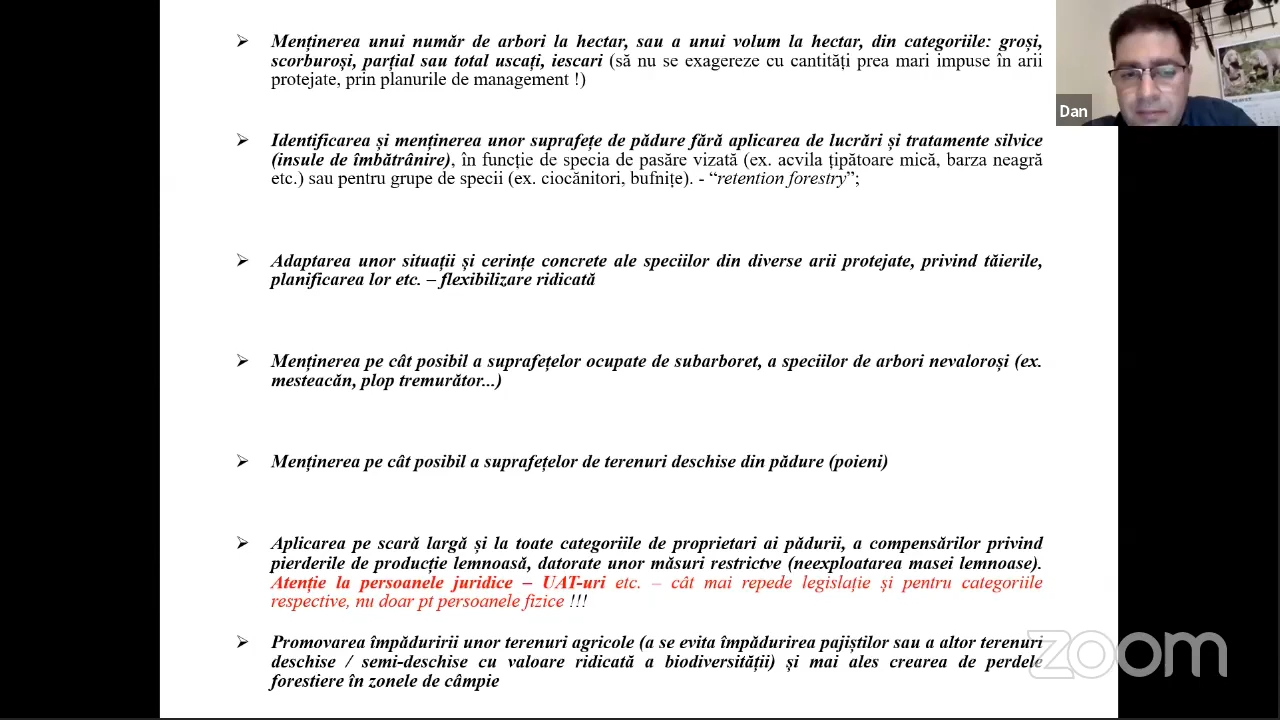 Menținerea unui număr de arbori la hectar, sau a unui volum la hectar, din categoriile: groși,
scorburoși, parțial sau total uscați, iescari (să nu se exagereze cu cantități prea mari impuse în arii
protejate, prin planurile de management !)
Dan
Identificarea și menținerea unor suprafețe de pădure fără aplicarea de lucrări și tratamente silvice
(insule de îmbătrânire), în funcție de specia de pasăre vizată (ex. acvila țipătoare mică, barza neagră
etc.) sau pentru grupe de specii (ex. ciocănitori, bufnițe). - “retention forestry”;
Adaptarea unor situații și cerințe concrete ale speciilor din diverse arii protejate, privind tăierile,
planificarea lor etc. – flexibilizare ridicată
Menținerea pe cât posibil a suprafețelor ocupate de subarboret, a speciilor de arbori nevaloroși (ex.
mesteacăn, plop tremurător...)
Menținerea pe cât posibil a suprafețelor de terenuri deschise din pădure (poieni)
Aplicarea pe scară largă și la toate categoriile de proprietari ai pădurii, a compensărilor privind
pierderile de producție lemnoasă, datorate unor măsuri restrictve (neexploatarea masei lemnoase).
Atenție la persoanele juridice – UAT-uri etc. – cât mai repede legislație și pentru categoriile
respective, nu doar pt persoanele fizice !!!
Promovarea împăduririi unor terenuri agricole (a se evita împădurirea pajiștilor sau a altor terenuri
deschise / semi-deschise cu valoare ridicată a biodiversității) și mai ales crearea de perdele
forestiere în zonele de câmpie
zoom